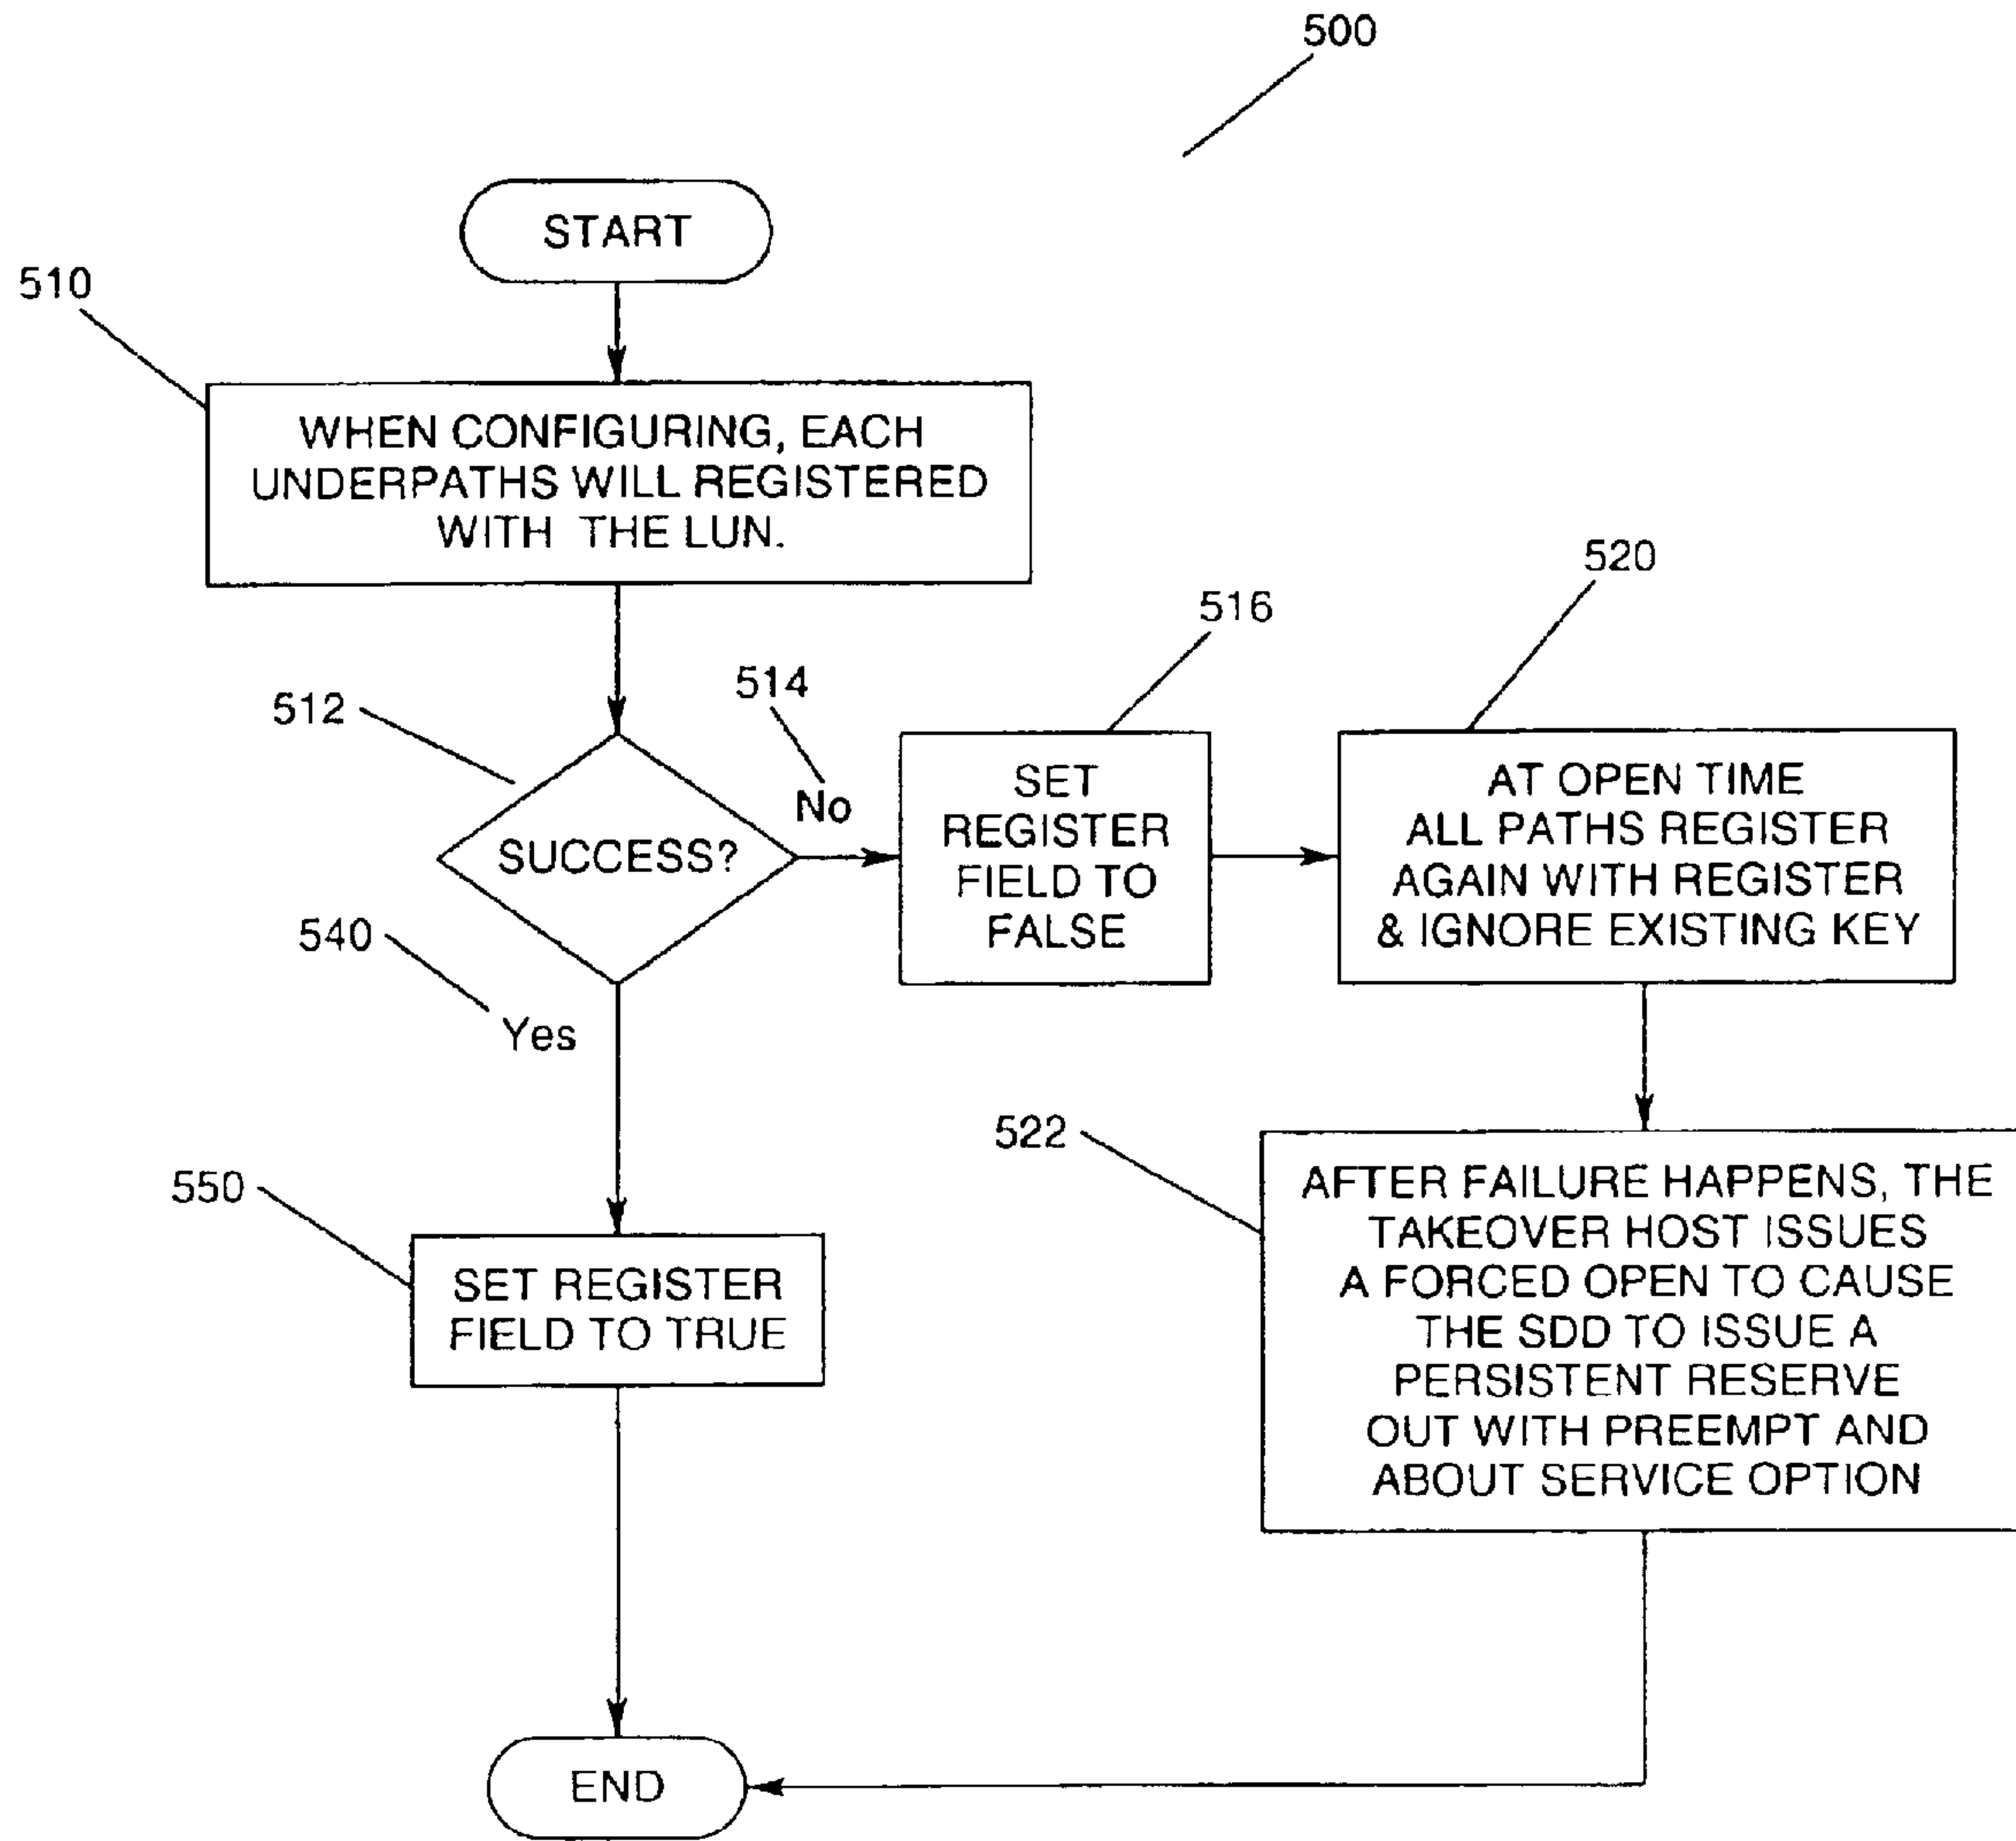 500
START
510
WHEN CONFIGURING, EACH
UNDERPATHS WILL REGISTERED
WITH THE LUN.
512
SUCCESS?
514
No
516
SET
REGISTER
FIELD TO
FALSE
520
AT OPEN TIME
ALL PATHS REGISTER
AGAIN WITH REGISTER
& IGNORE EXISTING KEY
540
Yes
522
AFTER FAILURE HAPPENS, THE
TAKEOVER HOST ISSUES
A FORCED OPEN TO CAUSE
THE SDD TO ISSUE A
PERSISTENT RESERVE
OUT WITH PREEMPT AND
ABOUT SERVICE OPTION
550
SET REGISTER
FIELD TO TRUE
END